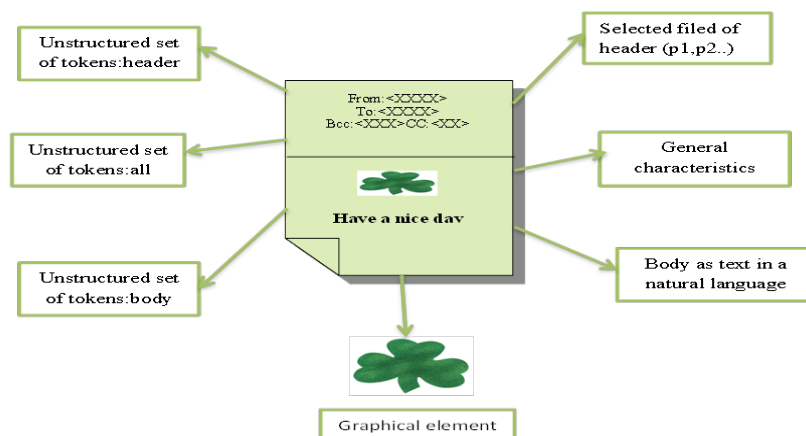 Unstructured set
of tokens:header
Selected filed of
header (p1,p2..)
From:<XXXX>
To:<XXXX>
Bcc:<XXX>CC:<XX>
Unstructured set
of tokens:all
General
characteristics
Have a nice day
Unstructured set
of tokens:body
Body as text in a
natural language
Graphical element